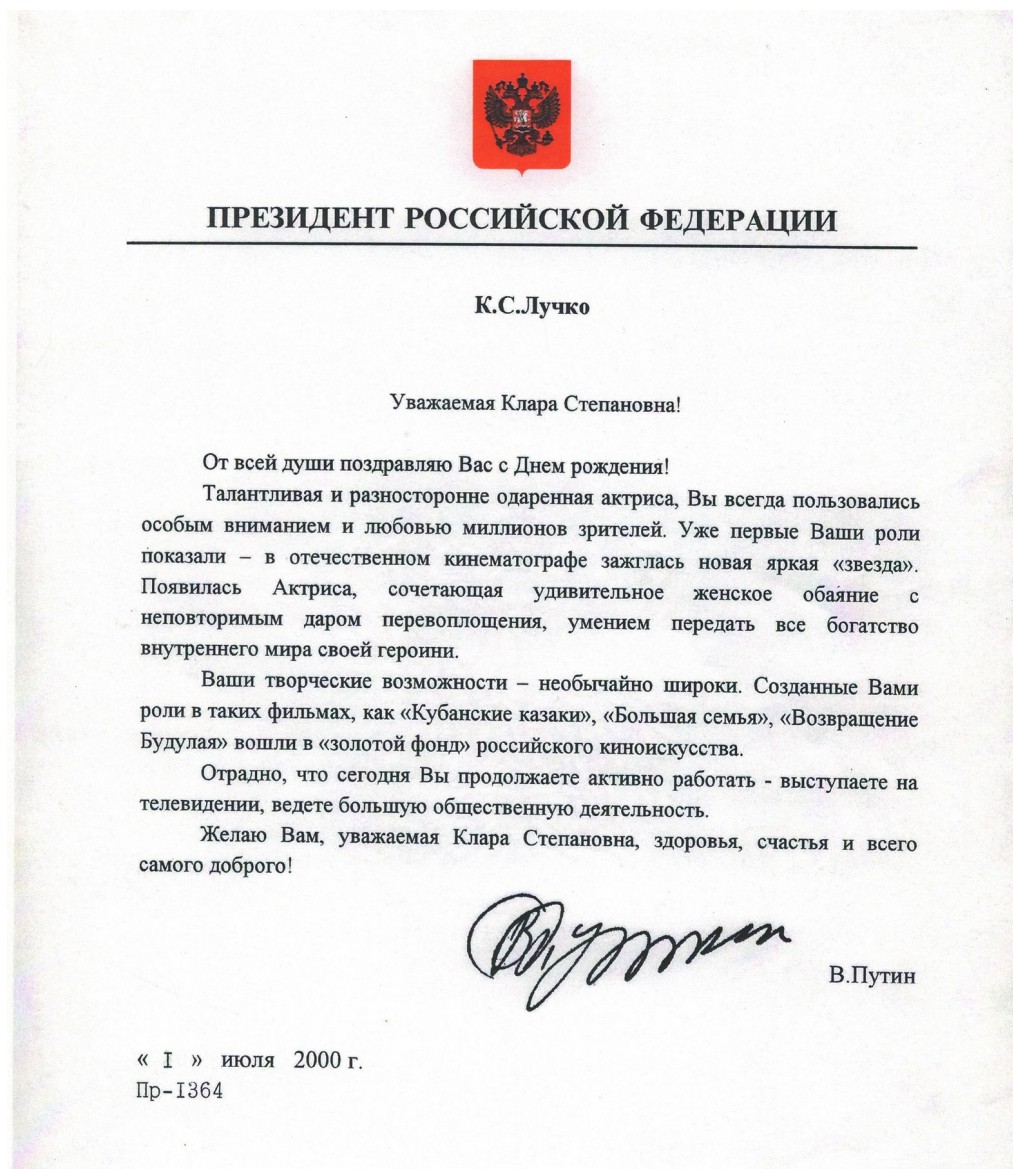 ПРЕЗИДЕНТ РОССИЙСКОЙ ФЕДЕРАЦИИ
К.С.Лучко
Уважаемая Клара Степановна!
От всей души поздравляю Вас с Днем рождения!
Талантливая и разносторонне одаренная актриса, Вы всегда пользовались
особым вниманием и любовью миллионов зрителей. Уже первые Ваши роли
показали – в отечественном кинематографе зажглась новая яркая «звезда».
Появилась Актриса, сочетающая удивительное женское обаяние с
неповторимым даром перевоплощения, умением передать все богатство
внутреннего мира своей героини.
Ваши творческие возможности – необычайно широки. Созданные Вами
роли в таких фильмах, как «Кубанские казаки», «Большая семья», «Возвращение
Будулая» вошли в «золотой фонд» российского киноискусства.
Отрадно, что сегодня Вы продолжаете активно работать - выступаете на
телевидении, ведете большую общественную деятельность.
Желаю Вам, уважаемая Клара Степановна, здоровья, счастья и всего
самого доброго!
В.Путин
« I » июля 2000 г.
Пр-I364